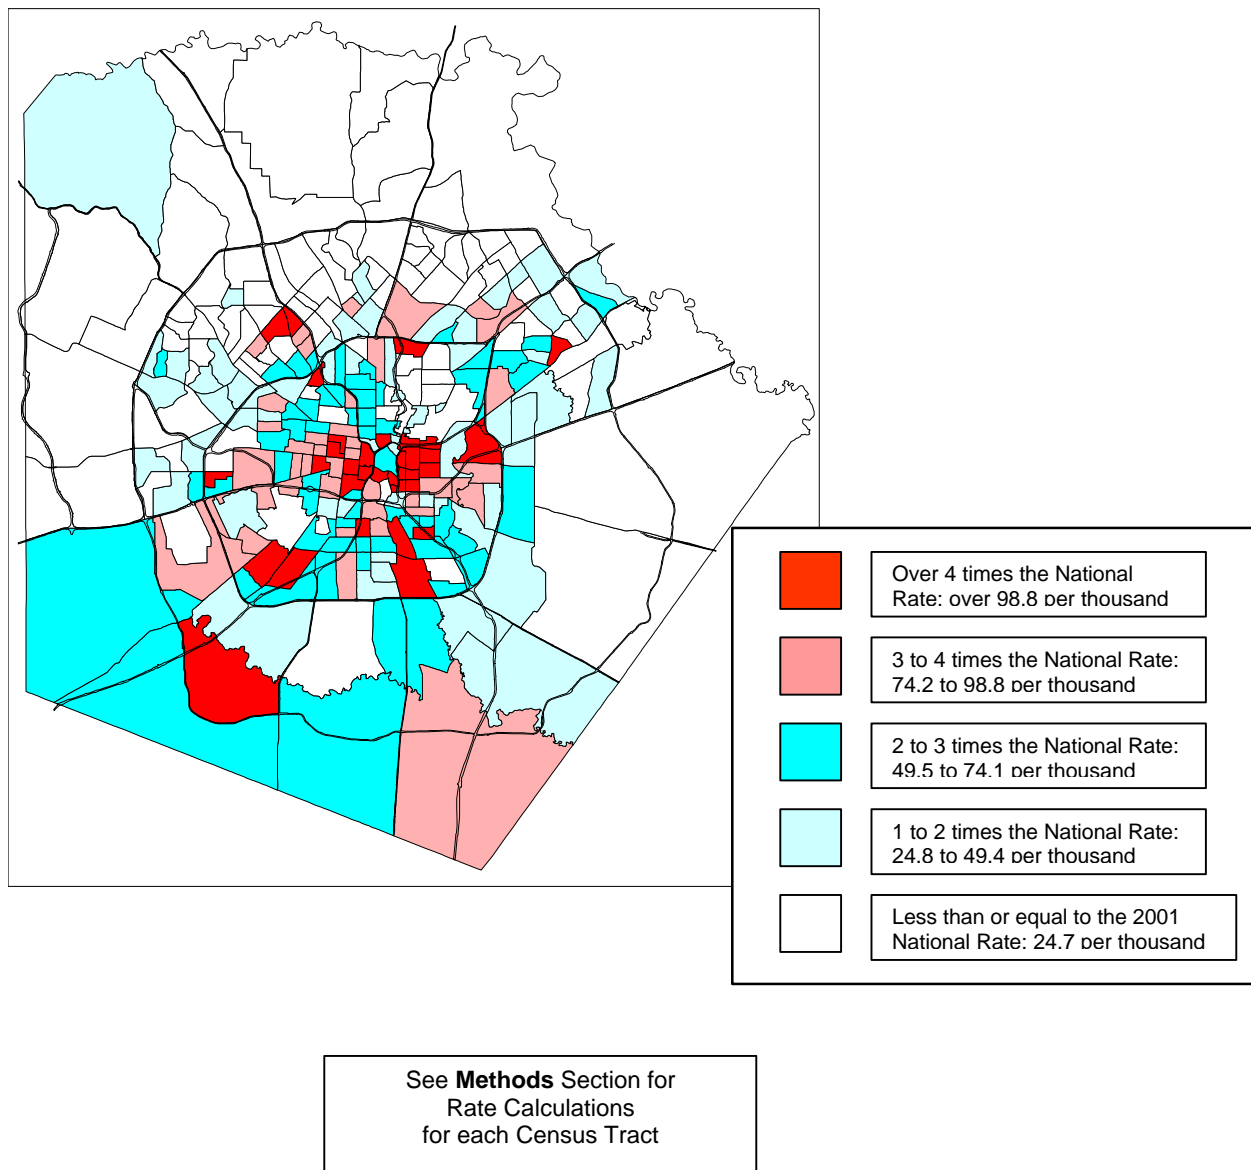 Over 4 times the National
Rate: over 98.8 per thousand
3 to 4 times the National Rate:
74.2 to 98.8 per thousand
2 to 3 times the National Rate:
49.5 to 74.1 per thousand
1 to 2 times the National Rate:
24.8 to 49.4 per thousand
Less than or equal to the 2001
National Rate: 24.7 per thousand
See Methods Section for
Rate Calculations
for each Census Tract